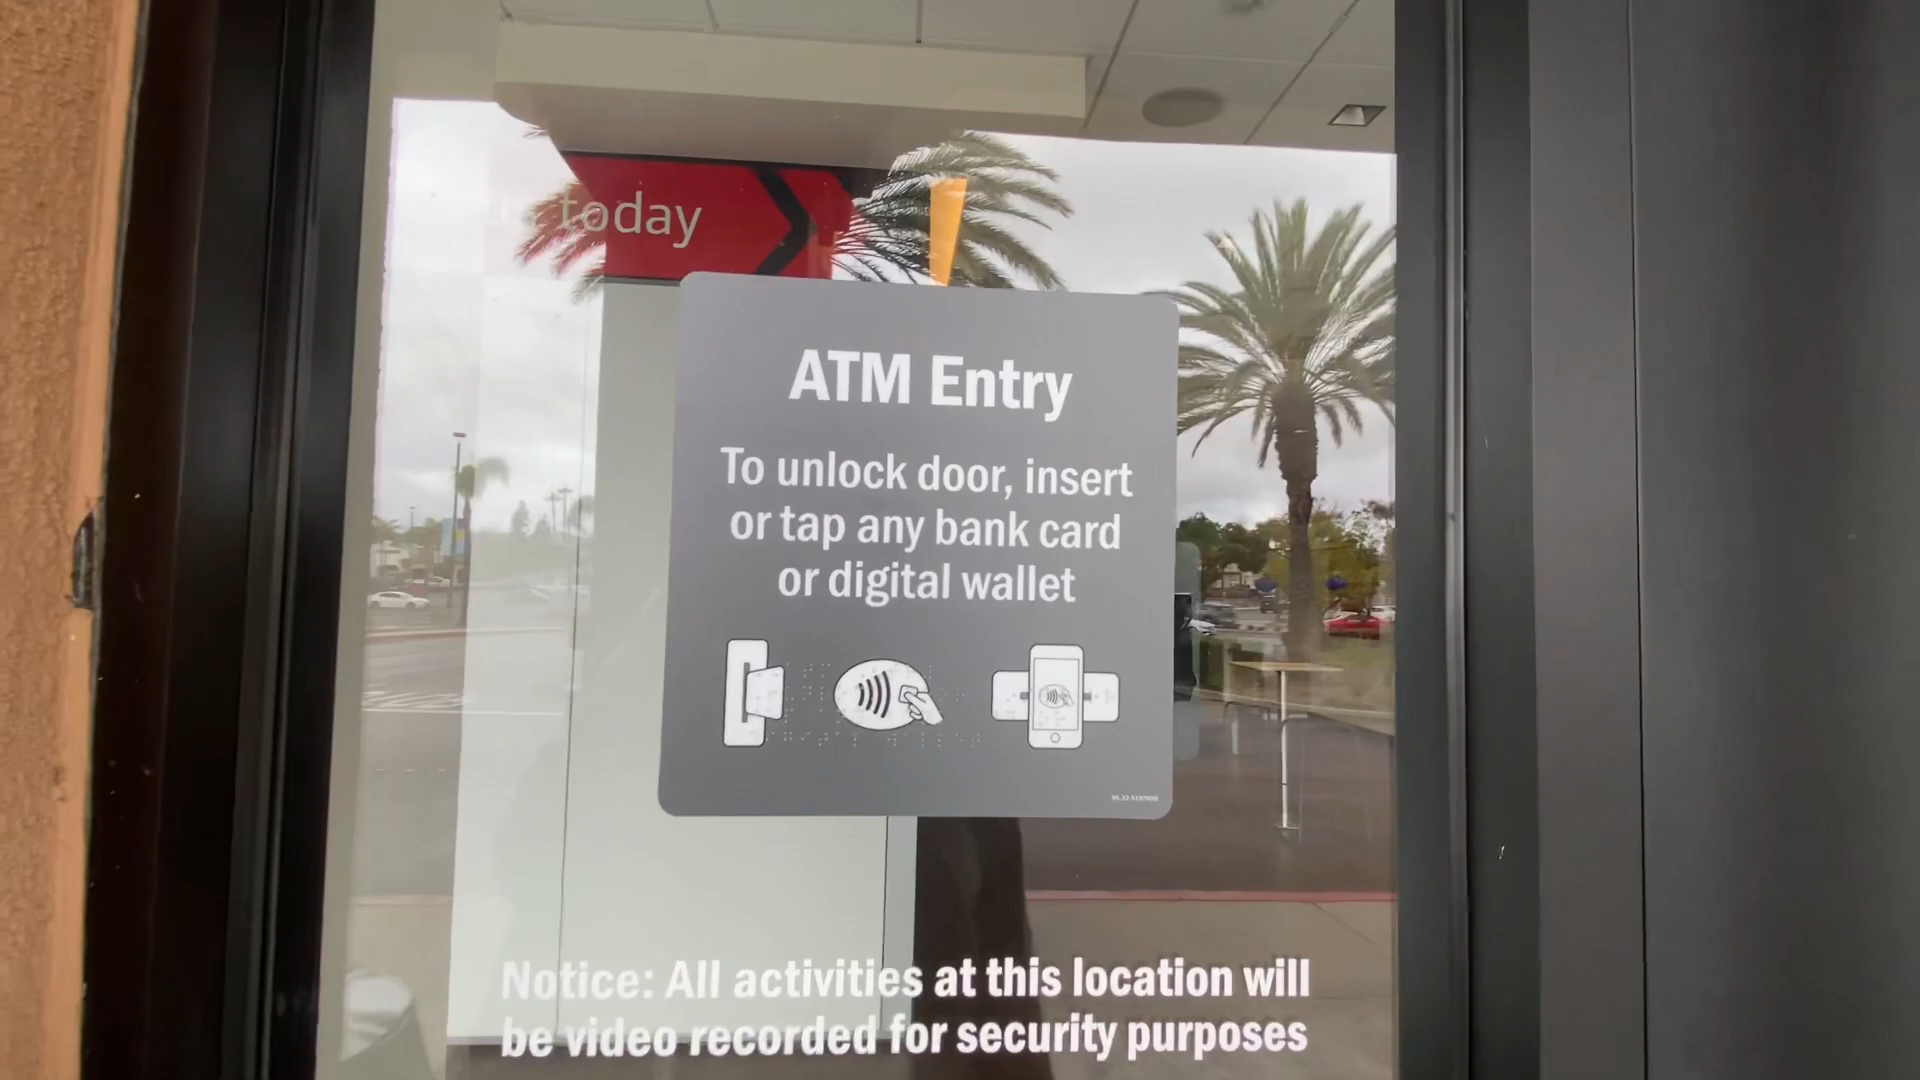 today
ATM Entry
To unlock door, insert
or tap any bank card
or digital wallet
Notice: All activities at this location will
be video recorded for security purposes